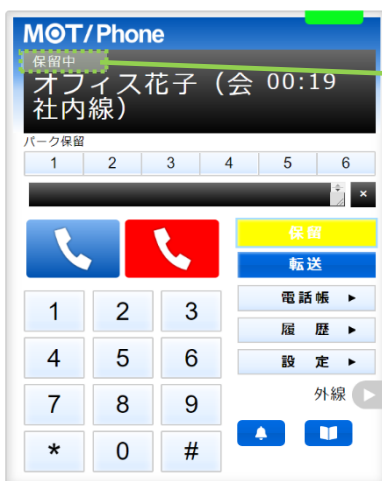 MOT/Phone
保留中
オフィス花子（会 00:19
社内線）
パーク保留
1 2 3 4 5 6
×
保留
転送
電話帳 ▶
履 歴 ▶
設 定 ▶
外線
1 2 3
4 5 6
7 8 9
* 0 #